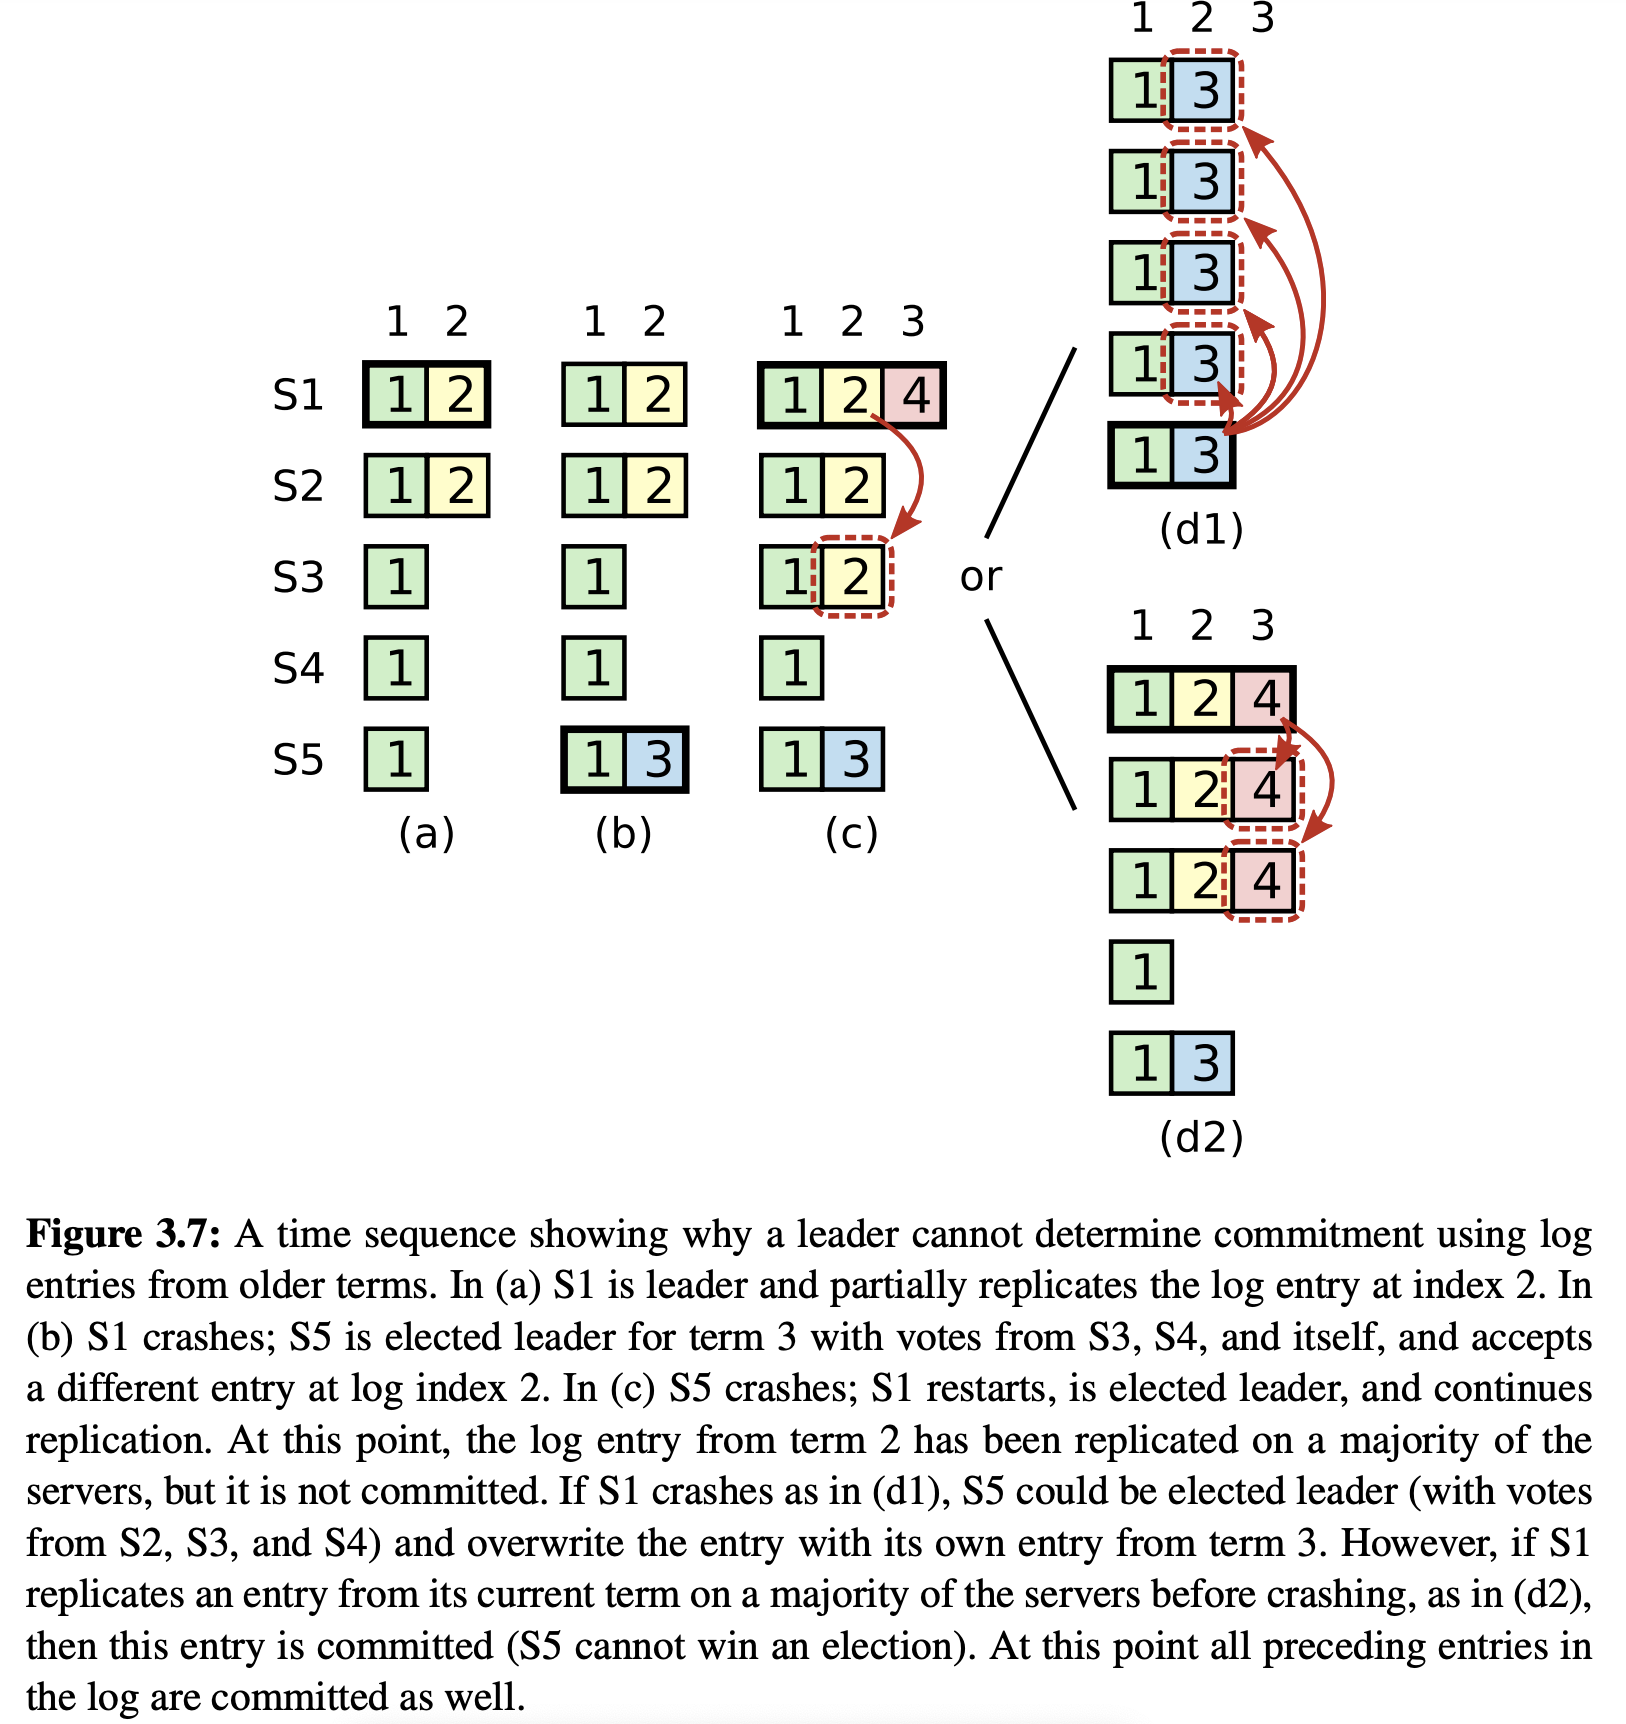 1 2 3
1 3
1 3
1 3
1 3
1 3
(d1)
1 2
1 2
1 2 3
S1 1 2 1 2 1 2 4
S2 1 2 1 2 1 2
S3 1 1 1 2
or
S4 1 1 1
S5 1 1 3 1 3
(a) (b) (c)
1 2 3
1 2 4
1 2 4
1 2 4
1
1 3
(d2)
Figure 3.7: A time sequence showing why a leader cannot determine commitment using log
entries from older terms. In (a) S1 is leader and partially replicates the log entry at index 2. In
(b) S1 crashes; S5 is elected leader for term 3 with votes from S3, S4, and itself, and accepts
a different entry at log index 2. In (c) S5 crashes; S1 restarts, is elected leader, and continues
replication. At this point, the log entry from term 2 has been replicated on a majority of the
servers, but it is not committed. If S1 crashes as in (d1), S5 could be elected leader (with votes
from S2, S3, and S4) and overwrite the entry with its own entry from term 3. However, if S1
replicates an entry from its current term on a majority of the servers before crashing, as in (d2),
then this entry is committed (S5 cannot win an election). At this point all preceding entries in
the log are committed as well.